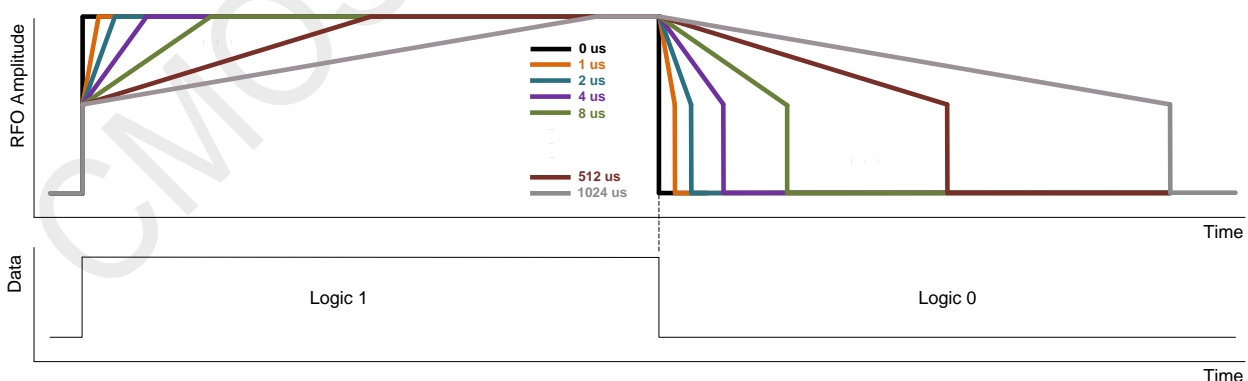 RFO Amplitude
0 us
1 us
2 us
4 us
8 us
512 us
1024 us
Time
Data
Logic 1
Logic 0
Time
CMOS